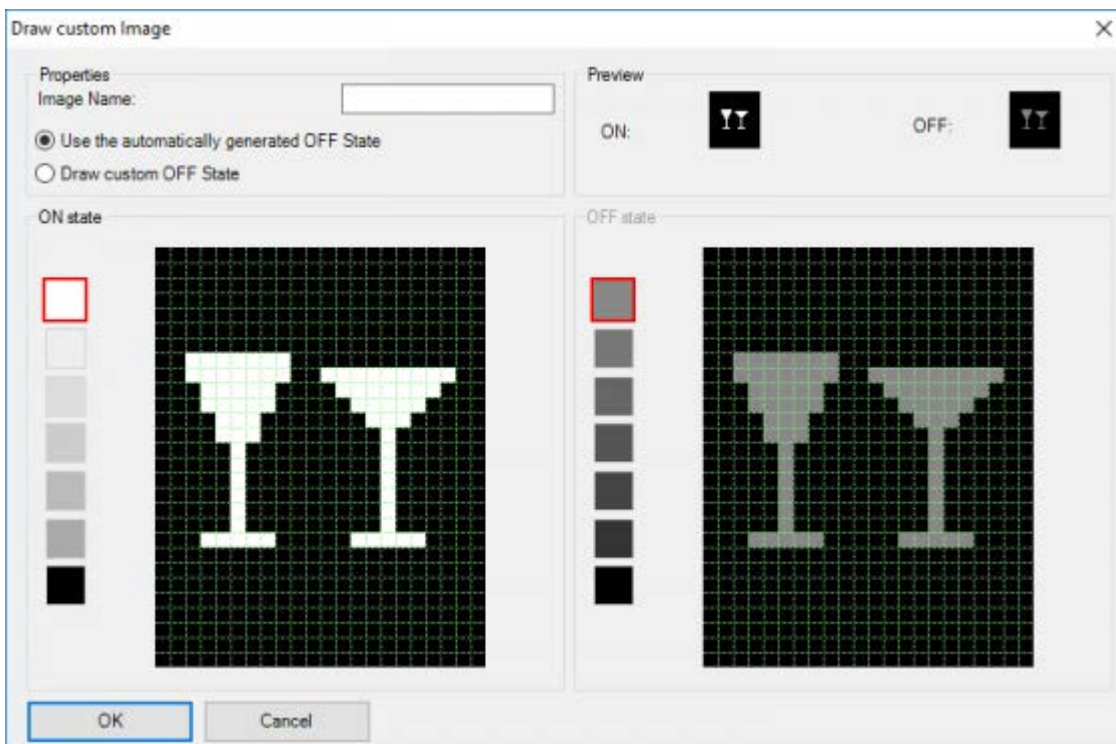 Draw custom Image
Properties
Image Name:
Use the automatically generated OFF State
Draw custom OFF State
Preview
ON:
OFF:
ON state
OFF state
OK
Cancel